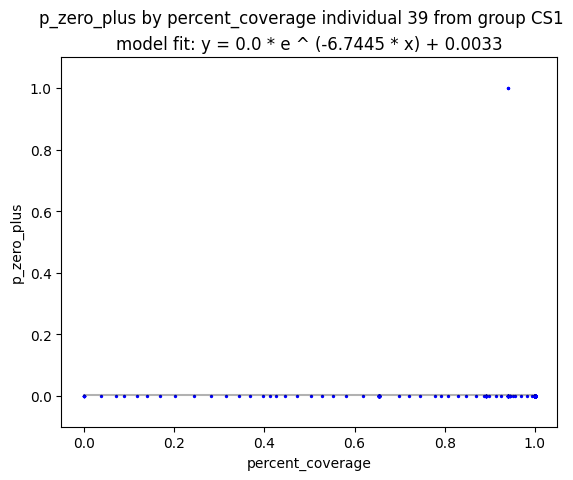 p_zero_plus by percent_coverage individual 39 from group CS1
model fit: y = 0.0 * e ^ (-6.7445 * x) + 0.0033
1.0
0.8
0.6
0.4
0.2
0.0
p_zero_plus
0.0 0.2 0.4 0.6 0.8 1.0
percent_coverage